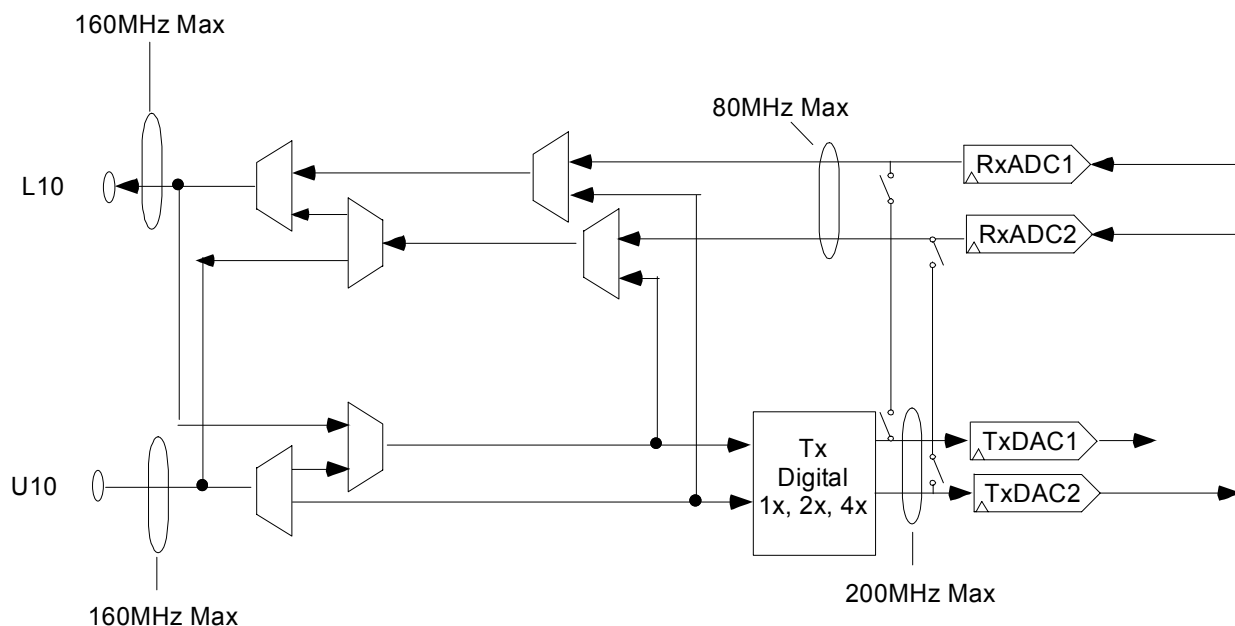 160MHz Max
80MHz Max
RxADC1
L10
RxADC2
Tx
Digital
1x, 2x, 4x
TxDAC1
U10
TxDAC2
200MHz Max
160MHz Max